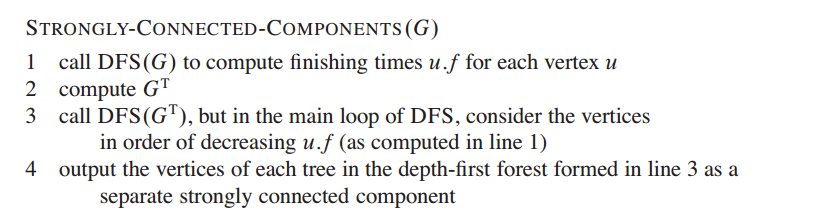 STRONGLY-CONNECTED-COMPONENTS(G)
1 call DFS(G) to compute finishing times u.f for each vertex u
2 compute Gᵀ
3 call DFS(Gᵀ), but in the main loop of DFS, consider the vertices
in order of decreasing u.f (as computed in line 1)
4 output the vertices of each tree in the depth-first forest formed in line 3 as a
separate strongly connected component